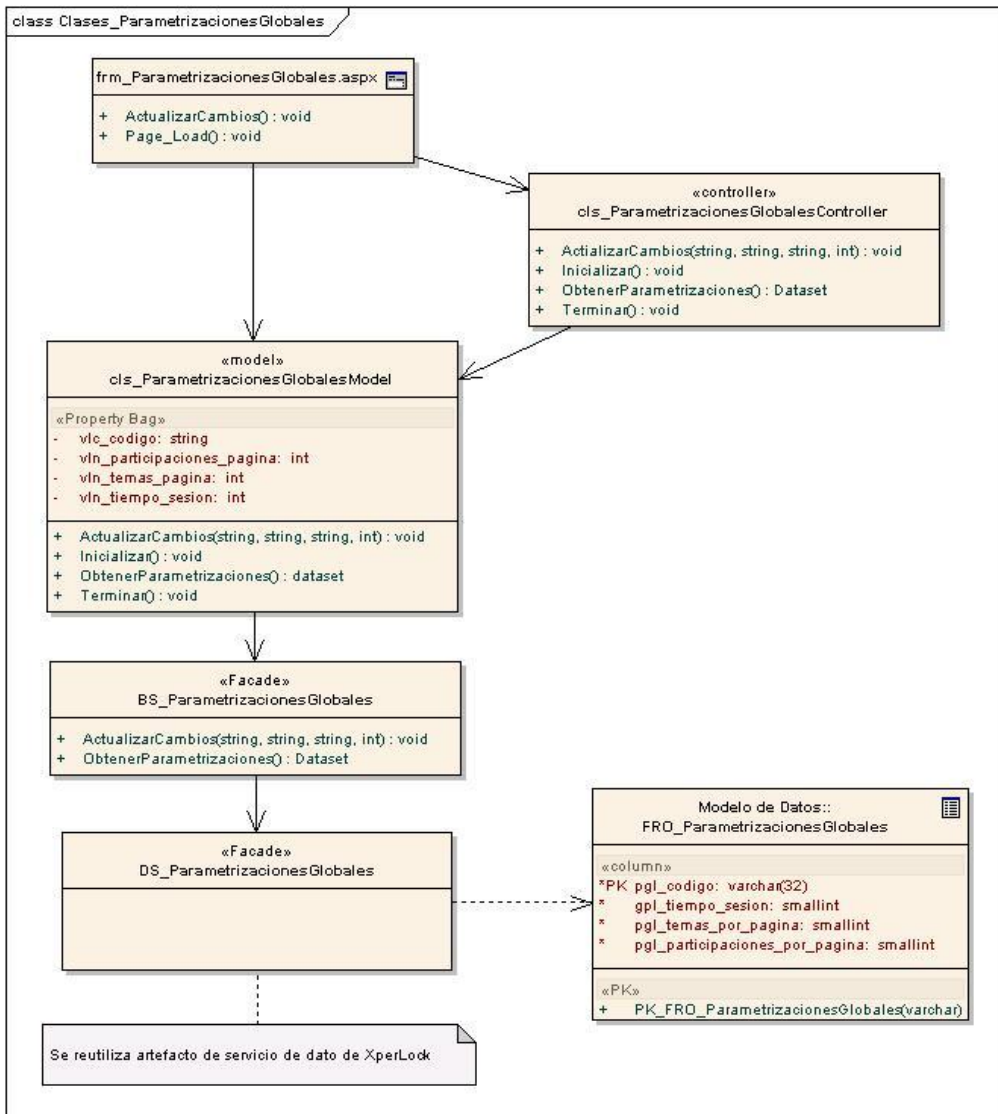 class Clases_ParametrizacionesGlobales
frm_ParametrizacionesGlobales.aspx
+ ActualizarCambios() : void
+ Page_Load() : void
«controller»
cls_ParametrizacionesGlobalesController
+ ActializarCambios(string, string, string, int) : void
+ Inicializar() : void
+ ObtenerParametrizaciones() : Dataset
+ Terminar() : void
«model»
cls_ParametrizacionesGlobalesModel
«Property Bag»
- vlc_codigo: string
- vln_participaciones_pagina: int
- vln_temas_pagina: int
- vln_tiempo_sesion: int
+ ActualizarCambios(string, string, string, int) : void
+ Inicializar() : void
+ ObtenerParametrizaciones() : dataset
+ Terminar() : void
«Facade»
BS_ParametrizacionesGlobales
+ ActualizarCambios(string, string, string, int) : void
+ ObtenerParametrizaciones() : Dataset
«Facade»
DS_ParametrizacionesGlobales
Modelo de Datos::
FRO_ParametrizacionesGlobales
«column»
*PK pgl_codigo: varchar(32)
* gpl_tiempo_sesion: smallint
* pgl_temas_por_pagina: smallint
* pgl_participaciones_por_pagina: smallint
«PK»
+ PK_FRO_ParametrizacionesGlobales(varchar)
Se reutiliza artefacto de servicio de dato de XperLock